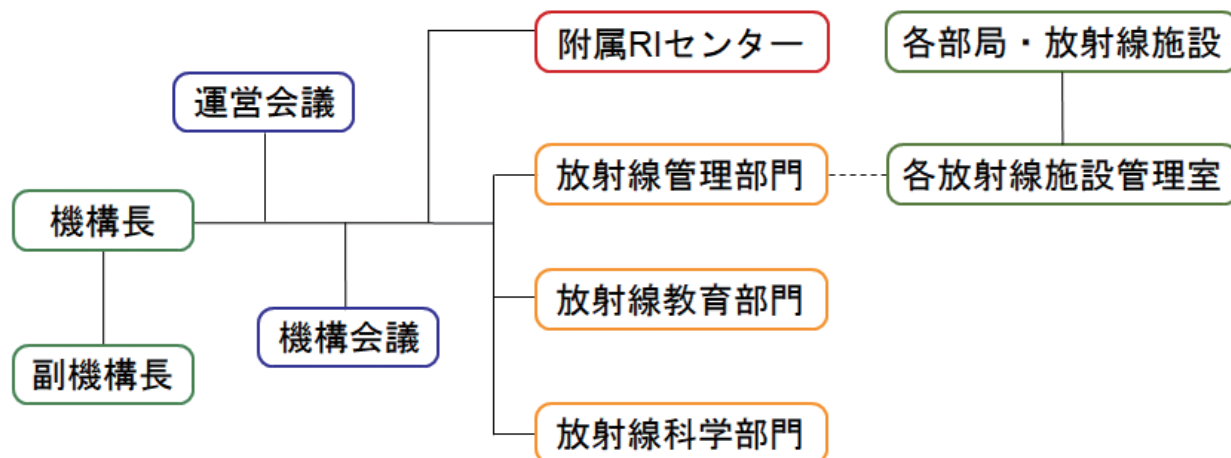 附属RIセンター
各部局・放射線施設
運営会議
放射線管理部門
各放射線施設管理室
機構長
放射線教育部門
機構会議
副機構長
放射線科学部門